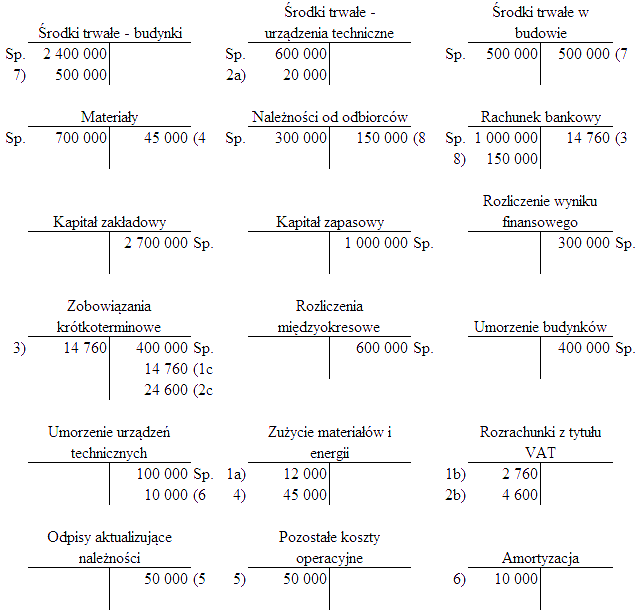 Środki trwałe - budynki
Sp. 2 400 000
7) 500 000
Środki trwałe -
urządzenia techniczne
Sp. 600 000
2a) 20 000
Środki trwałe w
budowie
Sp. 500 000 500 000 (7
Materiały
Sp. 700 000 45 000 (4
Należności od odbiorców
Sp. 300 000 150 000 (8
Rachunek bankowy
Sp. 1 000 000 14 760 (3
8) 150 000
Kapitał zakładowy
2 700 000 Sp.
Kapitał zapasowy
1 000 000 Sp.
Rozliczenie wyniku
finansowego
300 000 Sp.
Zobowiązania
krótkoterminowe
3) 14 760 400 000 Sp.
14 760 (1c
24 600 (2c
Rozliczenia
międzyokresowe
600 000 Sp.
Umorzenie budynków
400 000 Sp.
Umorzenie urządzeń
technicznych
100 000 Sp.
10 000 (6
Zużycie materiałów i
energii
1a) 12 000
4) 45 000
Rozrachunki z tytułu
VAT
1b) 2 760
2b) 4 600
Odpisy aktualizujące
należności
50 000 (5
Pozostałe koszty
operacyjne
5) 50 000
Amortyzacja
6) 10 000